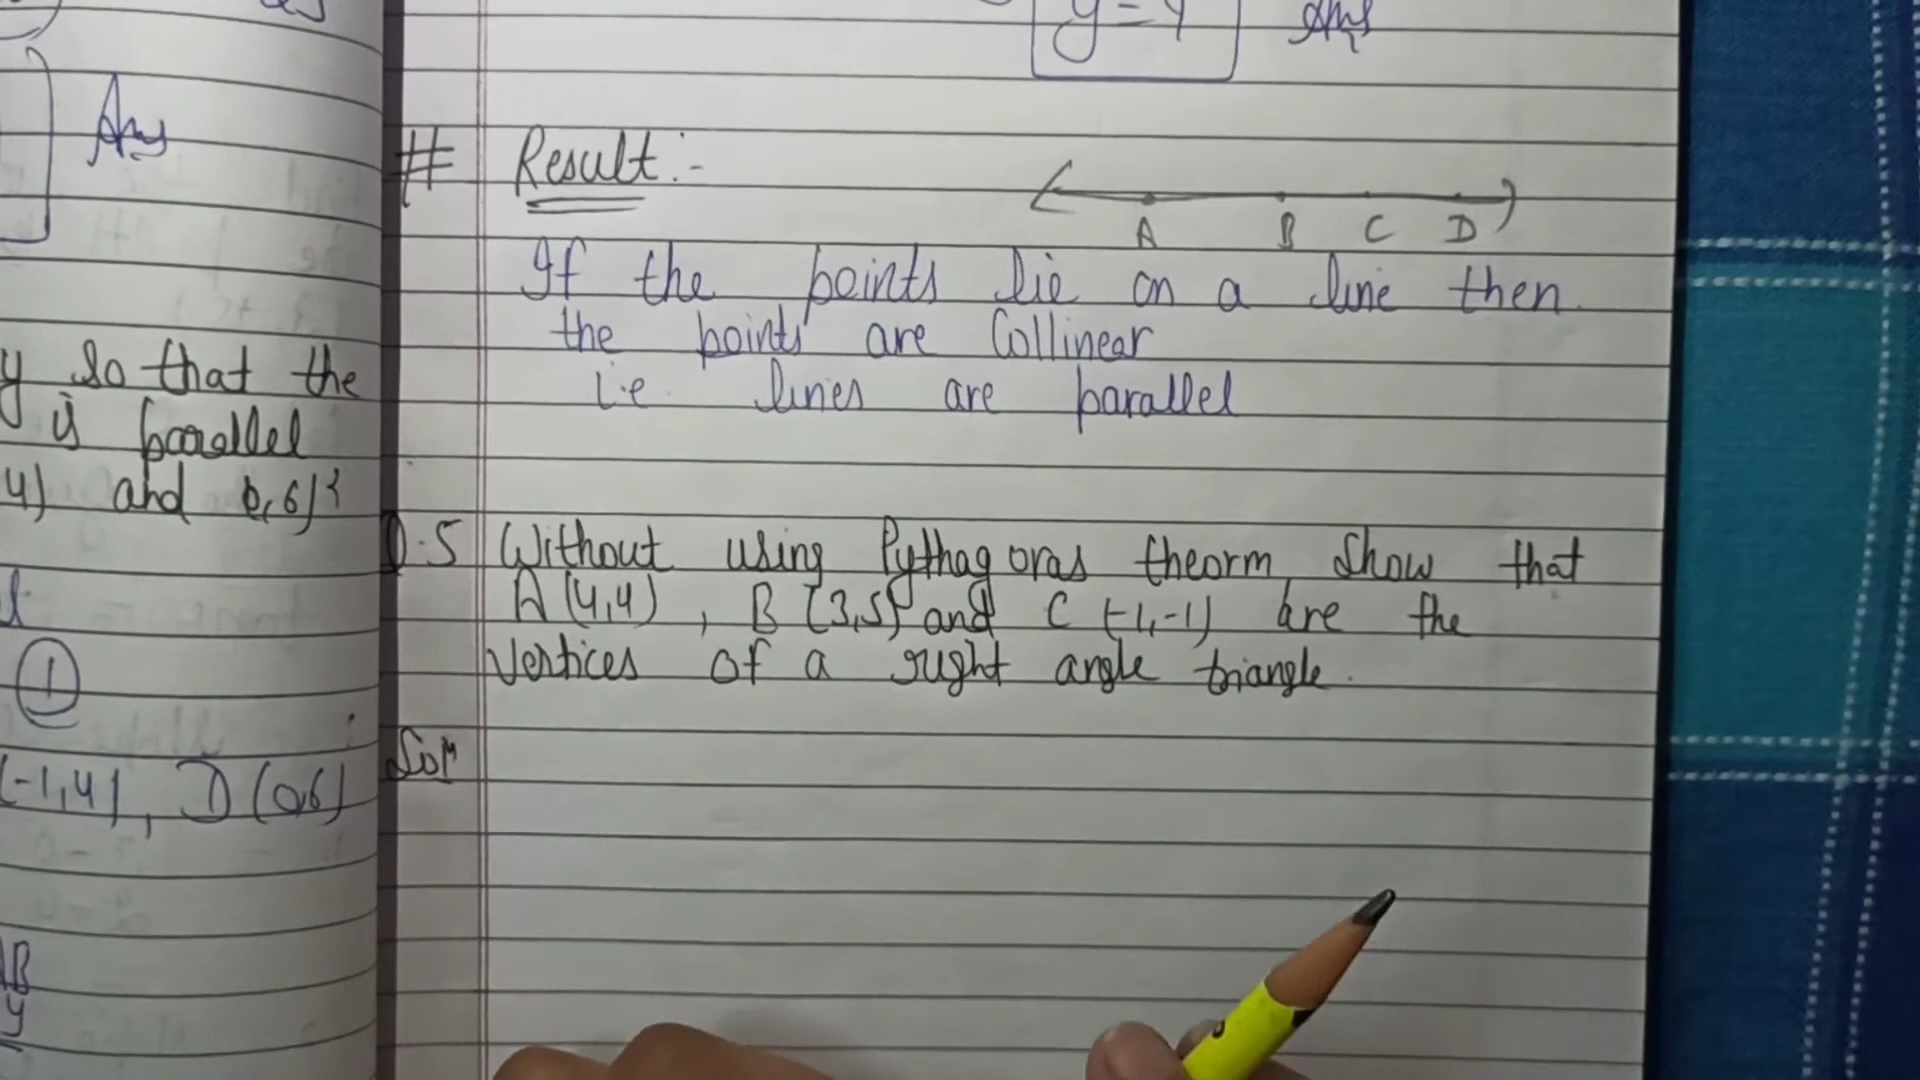 y = 4 Ans
Ans
# Result :-
A B C D
If the points lie on a line then
the points are Collinear
i.e lines are parallel
y so that the
is parallel
4) and 0,6)?
Q.5 Without using Pythagoras theorm, show that
A (4,4) , B (3,5) and C (-1,-1) are the
vertices of a right angle triangle.
1
Soln
(-1,4) , D (0,6)
AB
y